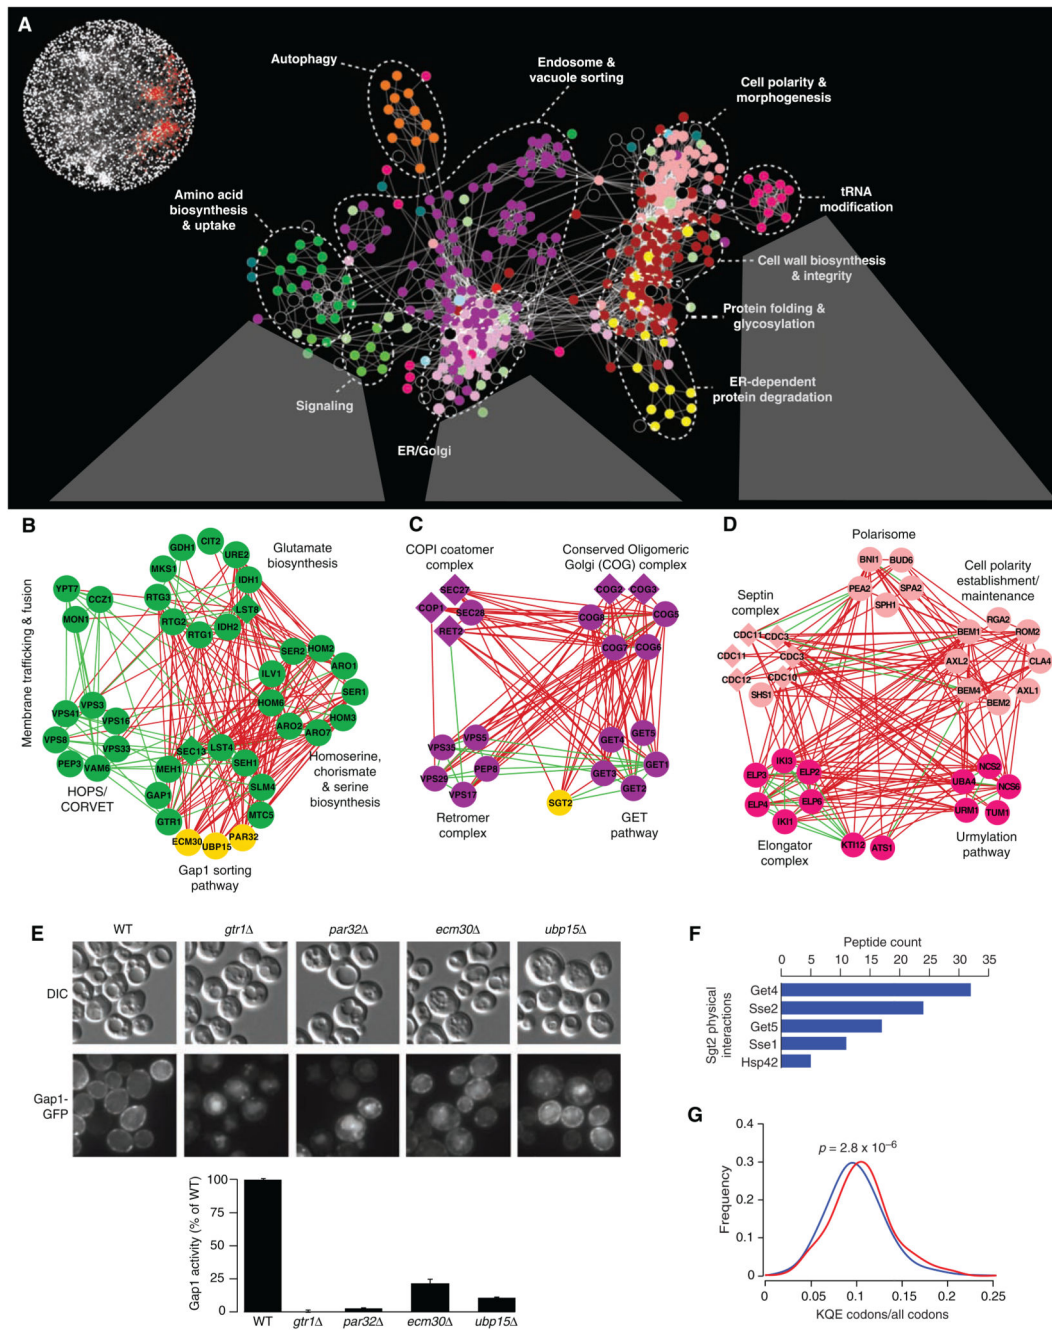 A
Autophagy
Endosome &
vacuole sorting
Cell polarity &
morphogenesis
Amino acid
biosynthesis
& uptake
tRNA
modification
Cell wall biosynthesis
& integrity
Protein folding &
glycosylation
ER-dependent
protein degradation
Signaling
ER/Golgi
B
Membrane trafficking & fusion
Glutamate
biosynthesis
CIT2
GDH1
URE2
MKS1
IDH1
YPT7
CCZ1
RTG3
LST8
MON1
RTG2
RTG1
IDH2
SER2
HOM2
ARO1
ILV1
SER1
HOM6
VPS3
VPS41
VPS16
ARO2
HOM3
ARO7
VPS8
VPS33
SEC13
LST4
PEP3
VAM6
MEH1
SEH1
Homoserine,
chorismate
& serine biosynthesis
HOPS/
CORVET
GAP1
SLM4
GTR1
MTC5
ECM30
UBP15
PAR32
Gap1 sorting
pathway
C
COPI coatomer
complex
Conserved Oligomeric
Golgi (COG) complex
SEC27
COG2
COG3
COP1
SEC28
COG8
COG5
RET2
COG7
COG6
VPS35
VPS5
GET4
GET5
VPS29
PEP8
GET3
GET1
VPS17
SGT2
GET2
Retromer
complex
GET
pathway
D
Polarisome
BNI1
BUD6
Cell polarity
establishment/
maintenance
PEA2
SPA2
Septin
complex
SPH1
RGA2
CDC11
CDC3
BEM1
ROM2
CDC11
CDC3
AXL2
CLA4
CDC12
CDC10
BEM4
AXL1
SHS1
BEM2
IKI3
NCS2
ELP3
ELP2
UBA4
NCS6
ELP4
ELP6
URM1
TUM1
IKI1
KTI12
ATS1
Elongator
complex
Urmylation
pathway
E
WT
gtr1Δ
par32Δ
ecm30Δ
ubp15Δ
DIC
Gap1-
GFP
Gap1 activity (% of WT)
100
75
50
25
0
WT
gtr1Δ
par32Δ
ecm30Δ
ubp15Δ
F
Peptide count
0 5 10 15 20 25 30 35
Sgt2 physical
interactions
Get4
Sse2
Get5
Sse1
Hsp42
G
p = 2.8 x 10⁻⁶
Frequency
0.4
0.3
0.2
0.1
0
0 0.05 0.1 0.15 0.2 0.25
KQE codons/all codons